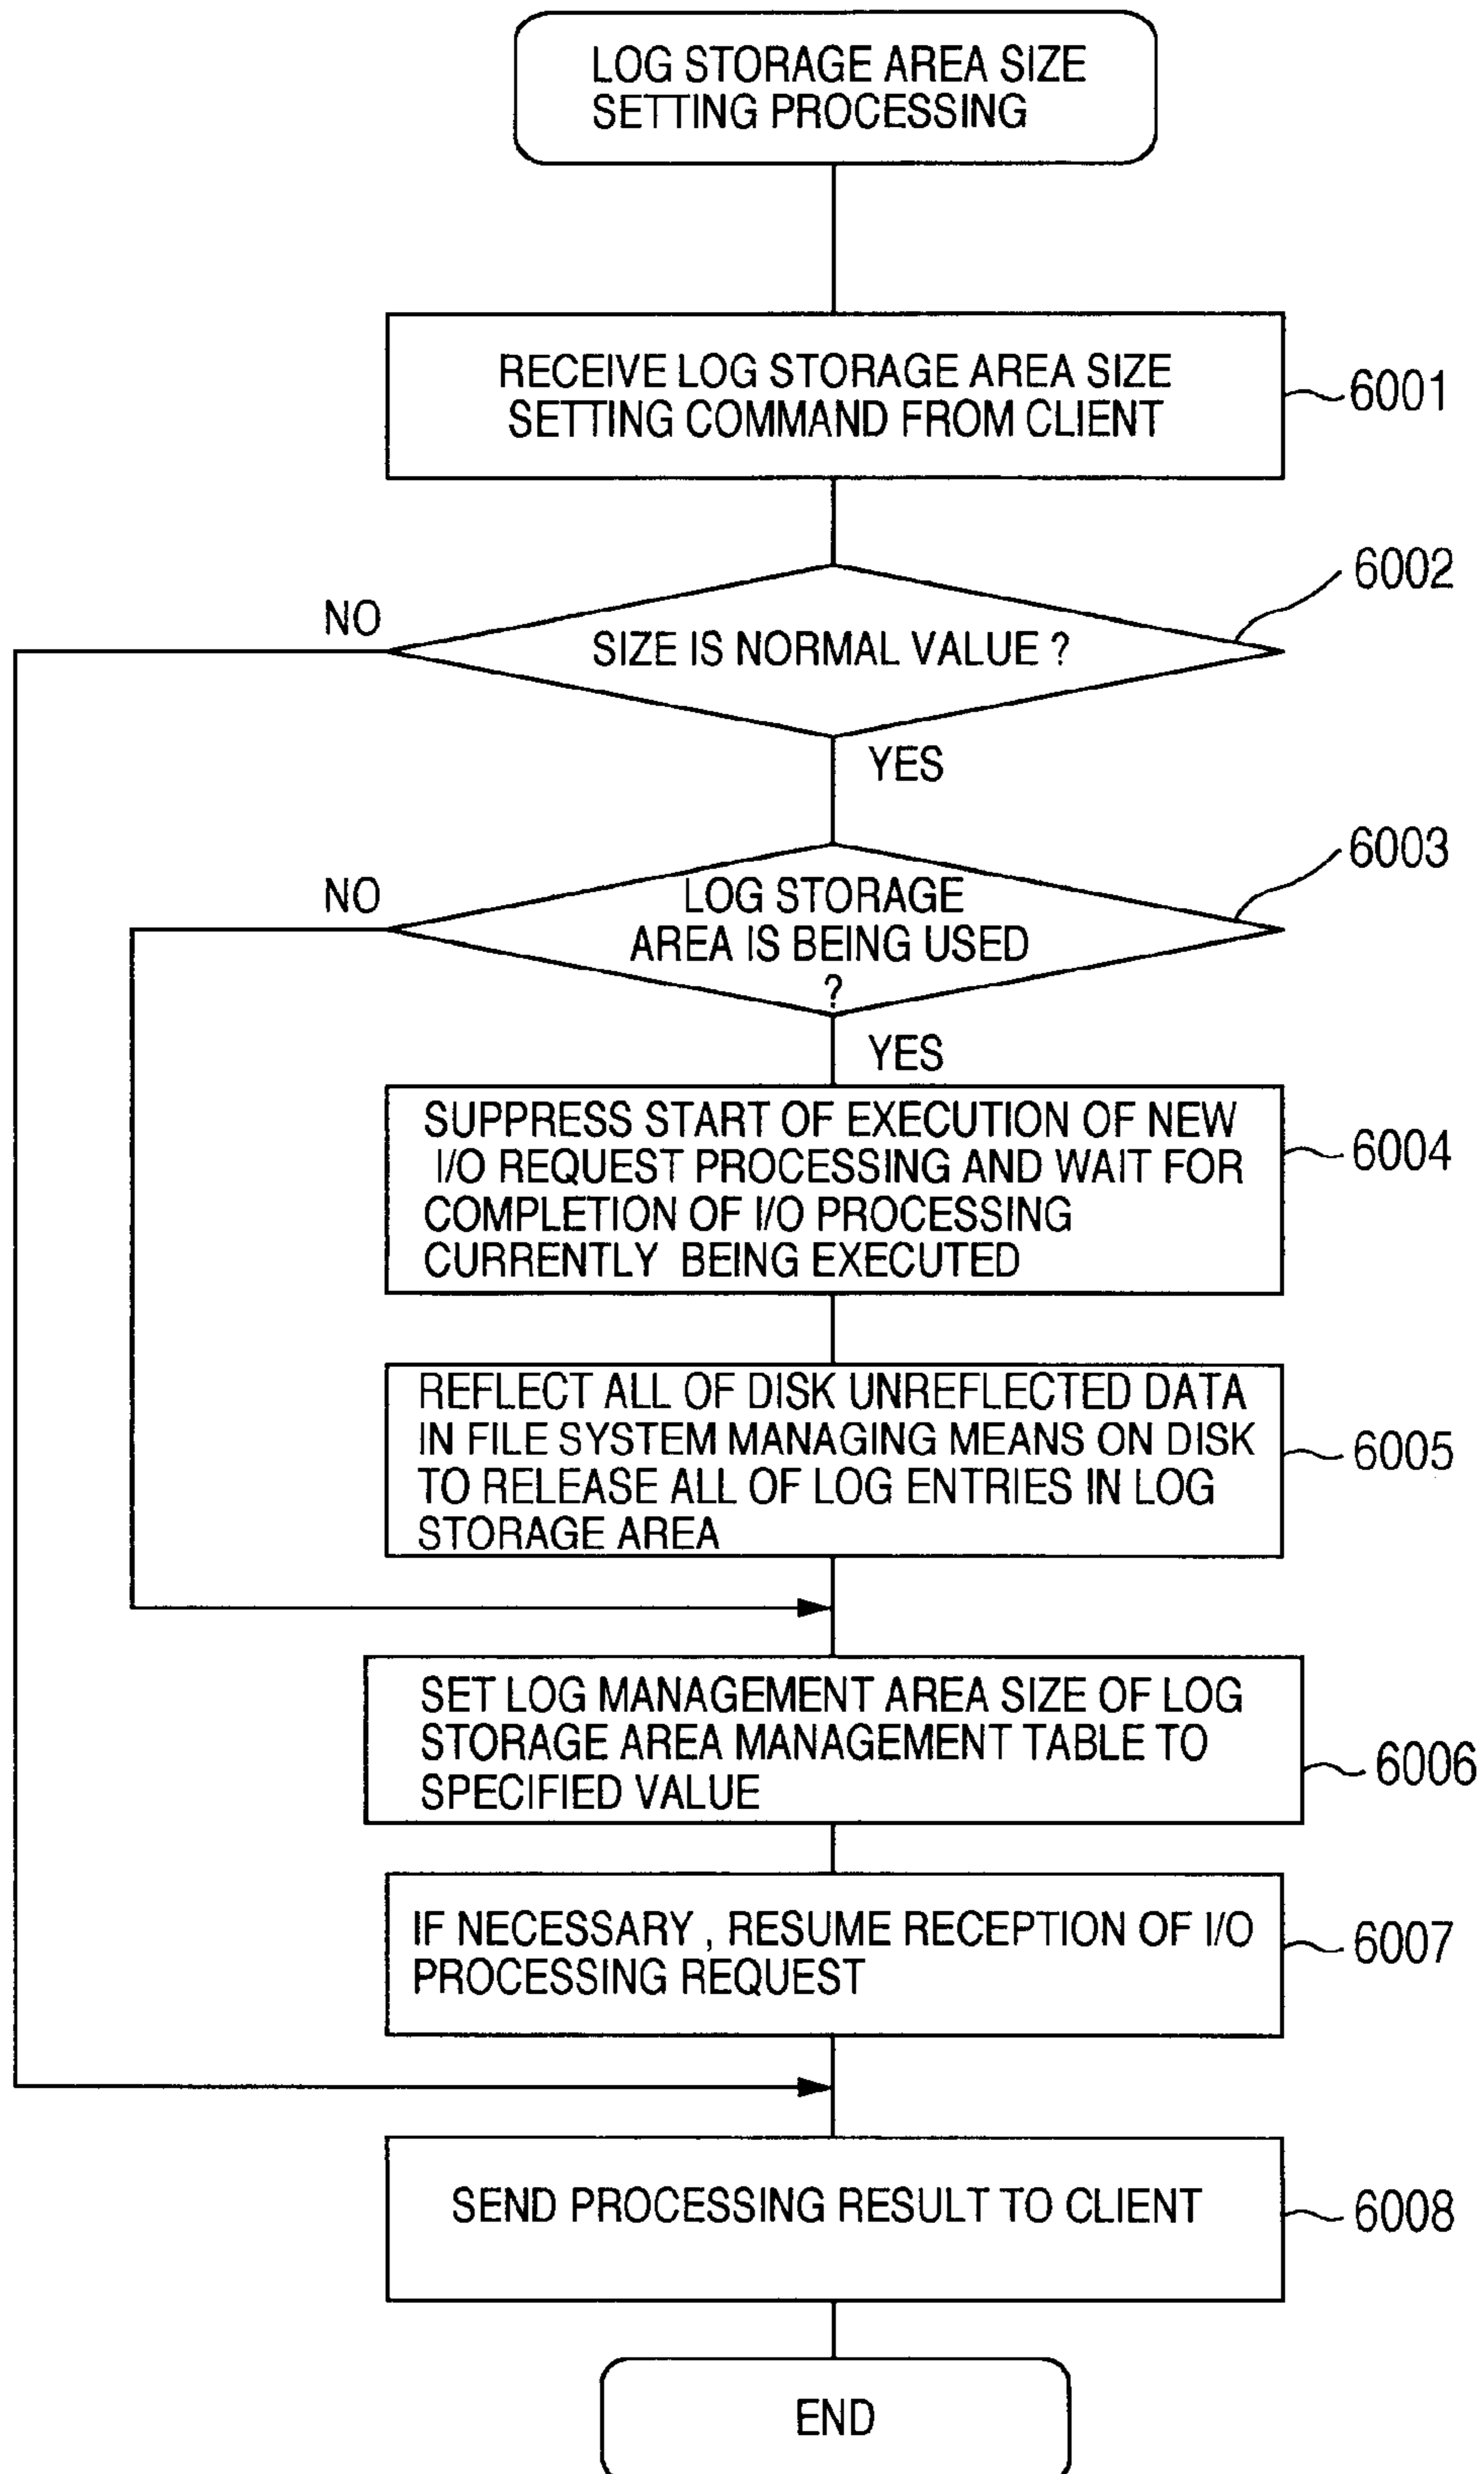 LOG STORAGE AREA SIZE
SETTING PROCESSING
RECEIVE LOG STORAGE AREA SIZE
SETTING COMMAND FROM CLIENT
6001
6002
NO
SIZE IS NORMAL VALUE ?
YES
6003
NO
LOG STORAGE
AREA IS BEING USED
?
YES
SUPPRESS START OF EXECUTION OF NEW
I/O REQUEST PROCESSING AND WAIT FOR
COMPLETION OF I/O PROCESSING
CURRENTLY BEING EXECUTED
6004
REFLECT ALL OF DISK UNREFLECTED DATA
IN FILE SYSTEM MANAGING MEANS ON DISK
TO RELEASE ALL OF LOG ENTRIES IN LOG
STORAGE AREA
6005
SET LOG MANAGEMENT AREA SIZE OF LOG
STORAGE AREA MANAGEMENT TABLE TO
SPECIFIED VALUE
6006
IF NECESSARY , RESUME RECEPTION OF I/O
PROCESSING REQUEST
6007
SEND PROCESSING RESULT TO CLIENT
6008
END